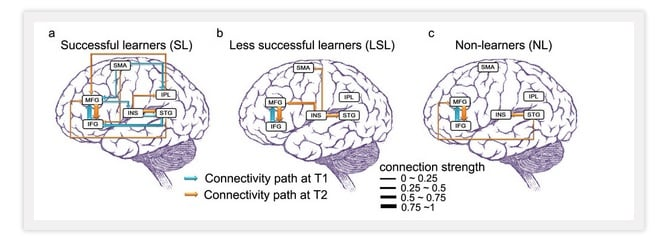 a
Successful learners (SL)
b
Less successful learners (LSL)
c
Non-learners (NL)
SMA
IPL
MFG
INS
STG
IFG
SMA
IPL
MFG
INS
STG
IFG
SMA
IPL
MFG
INS
STG
IFG
Connectivity path at T1
Connectivity path at T2
connection strength
0 ~ 0.25
0.25 ~ 0.5
0.5 ~ 0.75
0.75 ~1